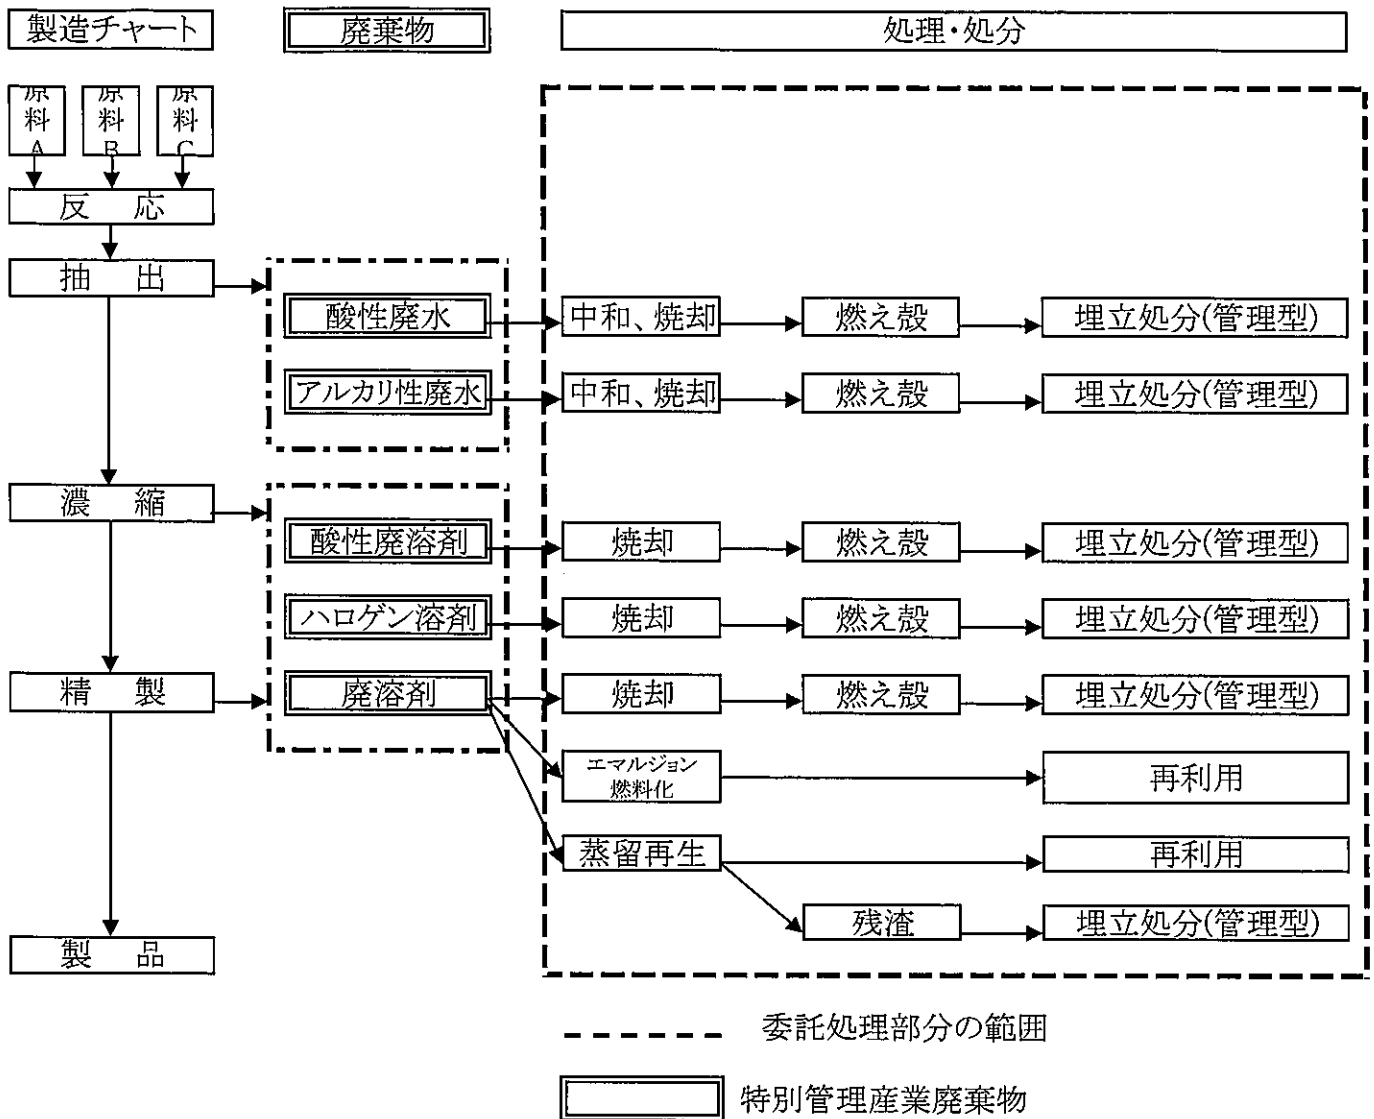 製造チャート 廃棄物 処理・処分
原料A 原料B 原料C
反 応
抽 出
酸性廃水 中和、焼却 燃え殻 埋立処分(管理型)
アルカリ性廃水 中和、焼却 燃え殻 埋立処分(管理型)
濃 縮
酸性廃溶剤 焼却 燃え殻 埋立処分(管理型)
ハロゲン溶剤 焼却 燃え殻 埋立処分(管理型)
精 製 廃溶剤 焼却 燃え殻 埋立処分(管理型)
エマルジョン
燃料化 再利用
蒸留再生 再利用
残渣 埋立処分(管理型)
製 品
委託処理部分の範囲
特別管理産業廃棄物